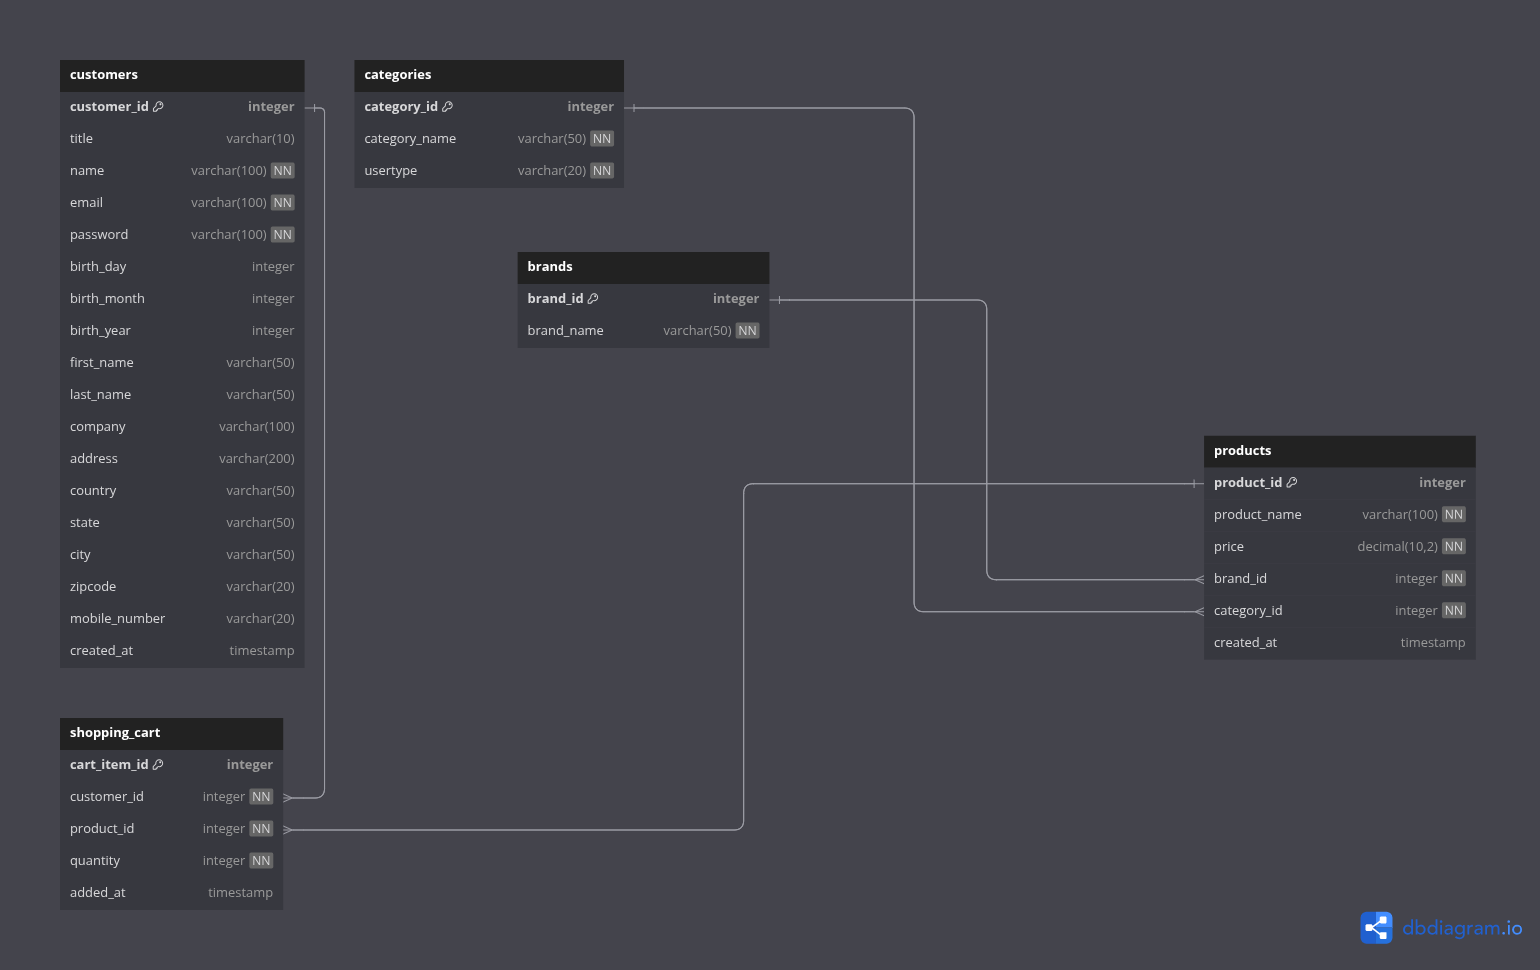 customers
customer_id integer
title varchar(10)
name varchar(100) NN
email varchar(100) NN
password varchar(100) NN
birth_day integer
birth_month integer
birth_year integer
first_name varchar(50)
last_name varchar(50)
company varchar(100)
address varchar(200)
country varchar(50)
state varchar(50)
city varchar(50)
zipcode varchar(20)
mobile_number varchar(20)
created_at timestamp
categories
category_id integer
category_name varchar(50) NN
usertype varchar(20) NN
brands
brand_id integer
brand_name varchar(50) NN
products
product_id integer
product_name varchar(100) NN
price decimal(10,2) NN
brand_id integer NN
category_id integer NN
created_at timestamp
shopping_cart
cart_item_id integer
customer_id integer NN
product_id integer NN
quantity integer NN
added_at timestamp
dbdiagram.io